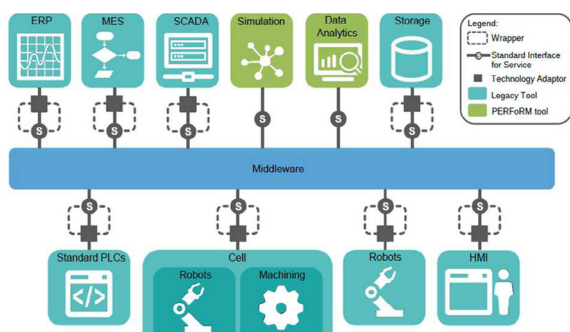 ERP
MES
SCADA
Simulation
Data
Analytics
Storage
Legend:
Wrapper
Standard Interface
for Service
Technology Adaptor
Legacy Tool
PERFoRM tool
S
S
S
S
S
S
Middleware
S
S
S
S
Standard PLCs
Cell
Robots
Machining
Robots
HMI